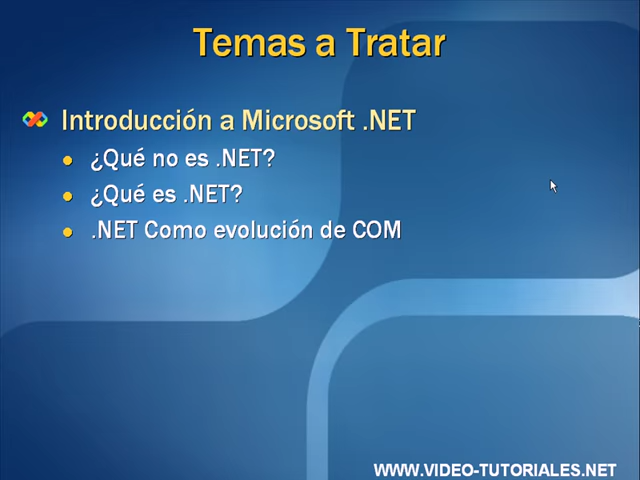 Temas a Tratar
Introducción a Microsoft .NET
¿Qué no es .NET?
¿Qué es .NET?
.NET Como evolución de COM
WWW.VIDEO-TUTORIALES.NET